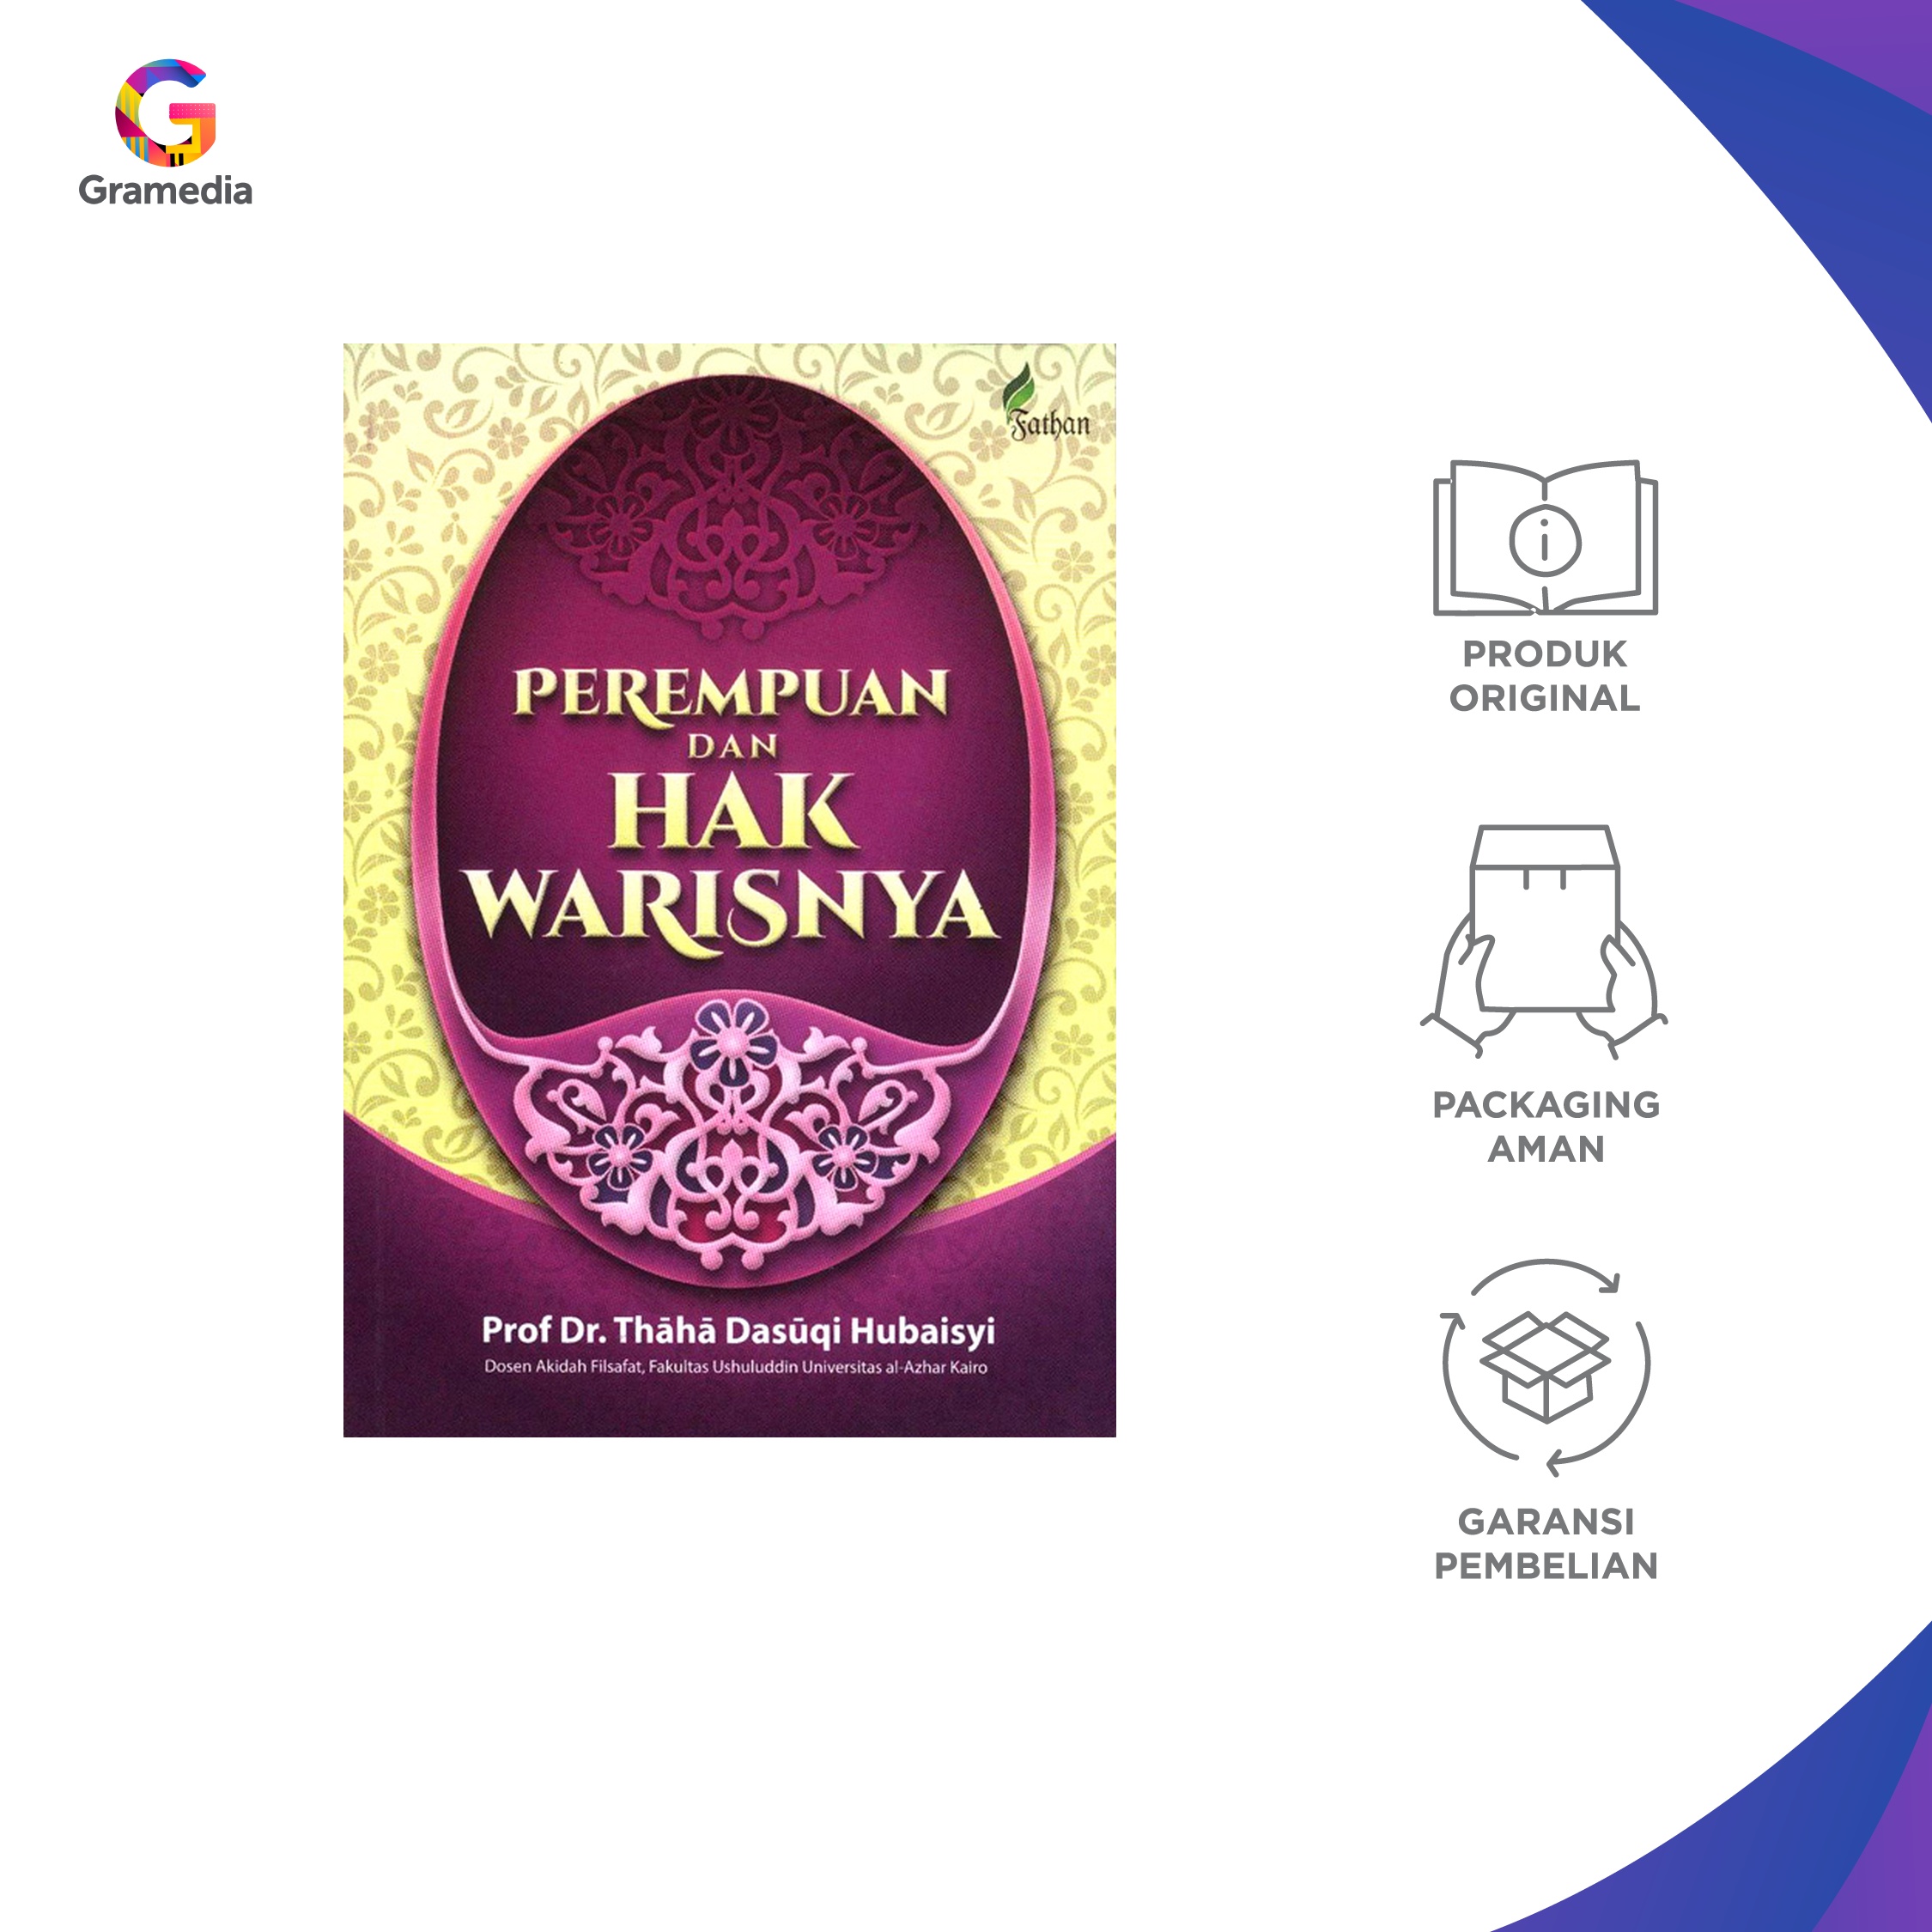 Gramedia
Fathan
PEREMPUAN
DAN
HAK
WARISNYA
Prof Dr. Thāhā Dasūqi Hubaisyi
Dosen Akidah Filsafat, Fakultas Ushuluddin Universitas al-Azhar Kairo
PRODUK
ORIGINAL
PACKAGING
AMAN
GARANSI
PEMBELIAN